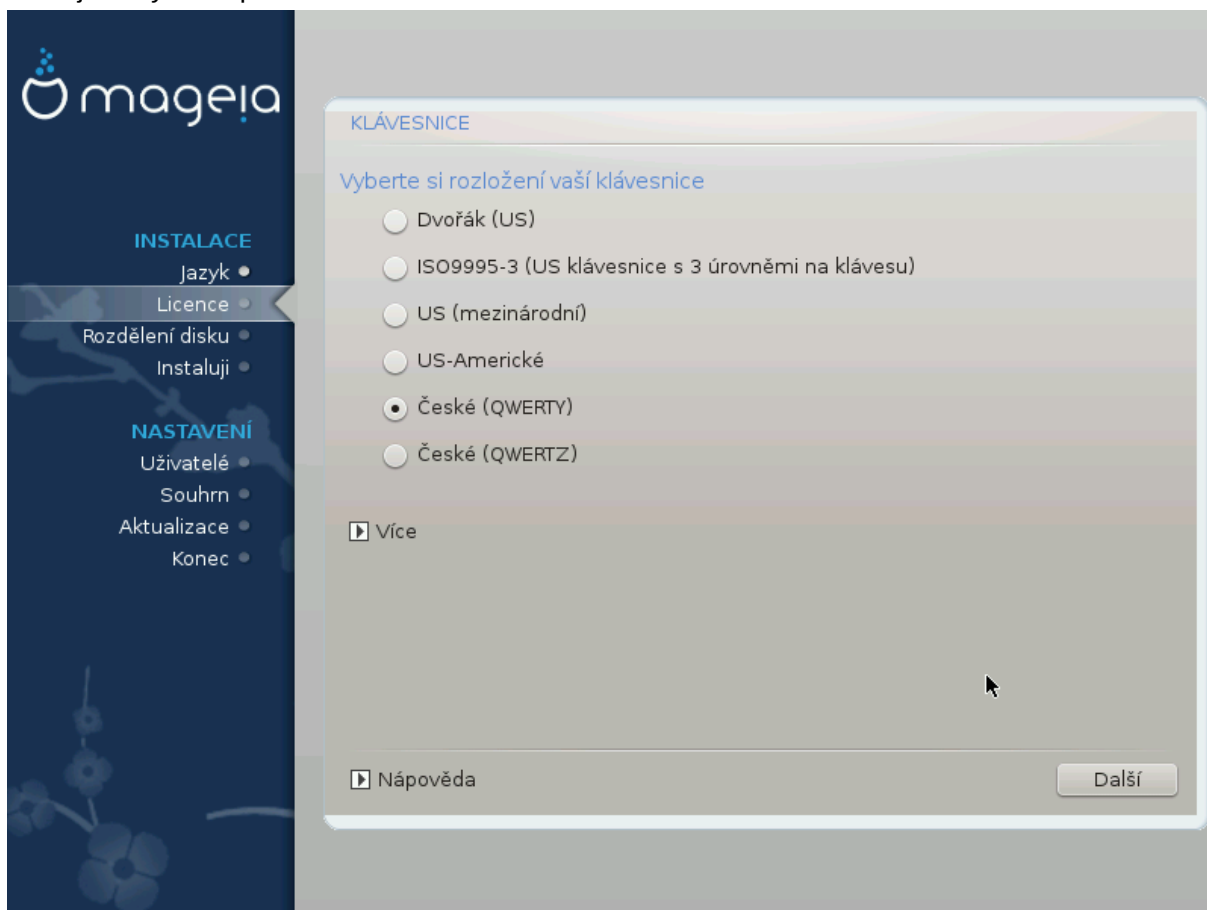 mageia
INSTALACE
Jazyk
Licence
Rozdělení disku
Instaluji
NASTAVENÍ
Uživatelé
Souhrn
Aktualizace
Konec
KLÁVESNICE
Vyberte si rozložení vaší klávesnice
Dvořák (US)
ISO9995-3 (US klávesnice s 3 úrovněmi na klávesu)
US (mezinárodní)
US-Americké
České (QWERTY)
České (QWERTZ)
Více
Nápověda
Další